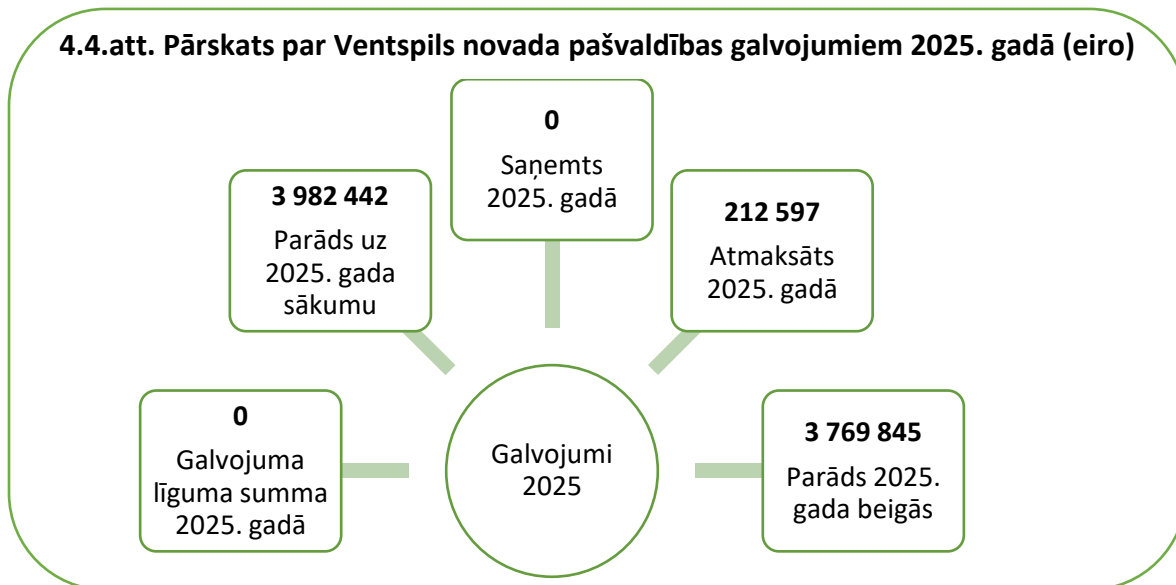 4.4.att. Pārskats par Ventspils novada pašvaldības galvojumiem 2025. gadā (eiro)
0
Saņemts
2025. gadā
3 982 442
Parāds uz
2025. gada
sākumu
212 597
Atmaksāts
2025. gadā
0
Galvojuma
līguma summa
2025. gadā
Galvojumi
2025
3 769 845
Parāds 2025.
gada beigās